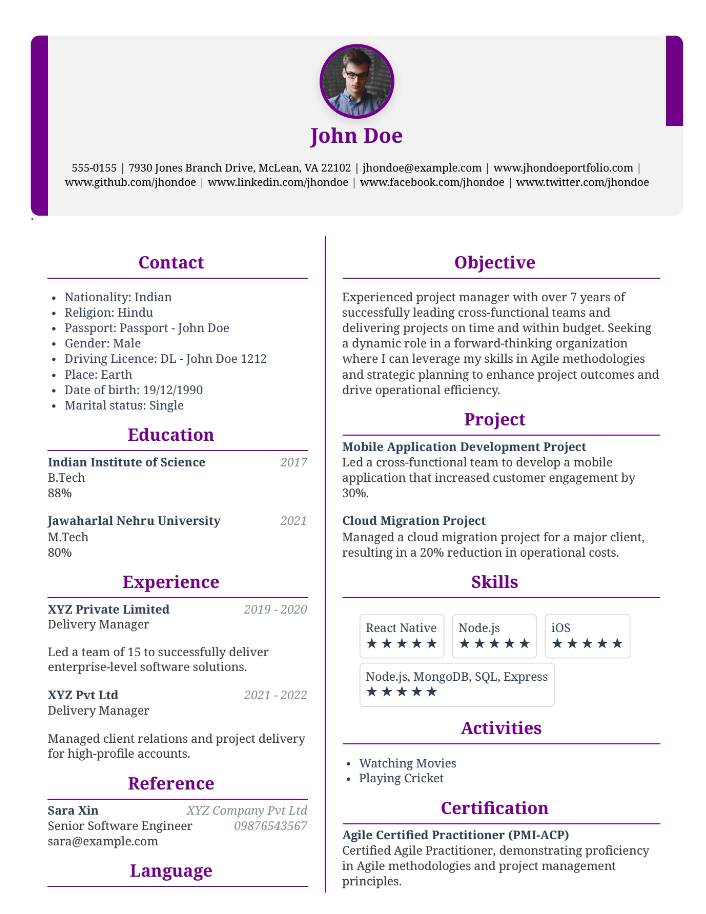 John Doe
555-0155 | 7930 Jones Branch Drive, McLean, VA 22102 | jhondoe@example.com | www.jhondoeportfolio.com |
www.github.com/jhondoe | www.linkedin.com/jhondoe | www.facebook.com/jhondoe | www.twitter.com/jhondoe
.
Contact
• Nationality: Indian
• Religion: Hindu
• Passport: Passport - John Doe
• Gender: Male
• Driving Licence: DL - John Doe 1212
• Place: Earth
• Date of birth: 19/12/1990
• Marital status: Single
Education
Indian Institute of Science 2017
B.Tech
88%
Jawaharlal Nehru University 2021
M.Tech
80%
Experience
XYZ Private Limited 2019 - 2020
Delivery Manager
Led a team of 15 to successfully deliver
enterprise-level software solutions.
XYZ Pvt Ltd 2021 - 2022
Delivery Manager
Managed client relations and project delivery
for high-profile accounts.
Reference
Sara Xin XYZ Company Pvt Ltd
Senior Software Engineer 09876543567
sara@example.com
Language
Objective
Experienced project manager with over 7 years of
successfully leading cross-functional teams and
delivering projects on time and within budget. Seeking
a dynamic role in a forward-thinking organization
where I can leverage my skills in Agile methodologies
and strategic planning to enhance project outcomes and
drive operational efficiency.
Project
Mobile Application Development Project
Led a cross-functional team to develop a mobile
application that increased customer engagement by
30%.
Cloud Migration Project
Managed a cloud migration project for a major client,
resulting in a 20% reduction in operational costs.
Skills
React Native Node.js iOS
★★★★★ ★★★★★ ★★★★★
Node.js, MongoDB, SQL, Express
★★★★★
Activities
• Watching Movies
• Playing Cricket
Certification
Agile Certified Practitioner (PMI-ACP)
Certified Agile Practitioner, demonstrating proficiency
in Agile methodologies and project management
principles.